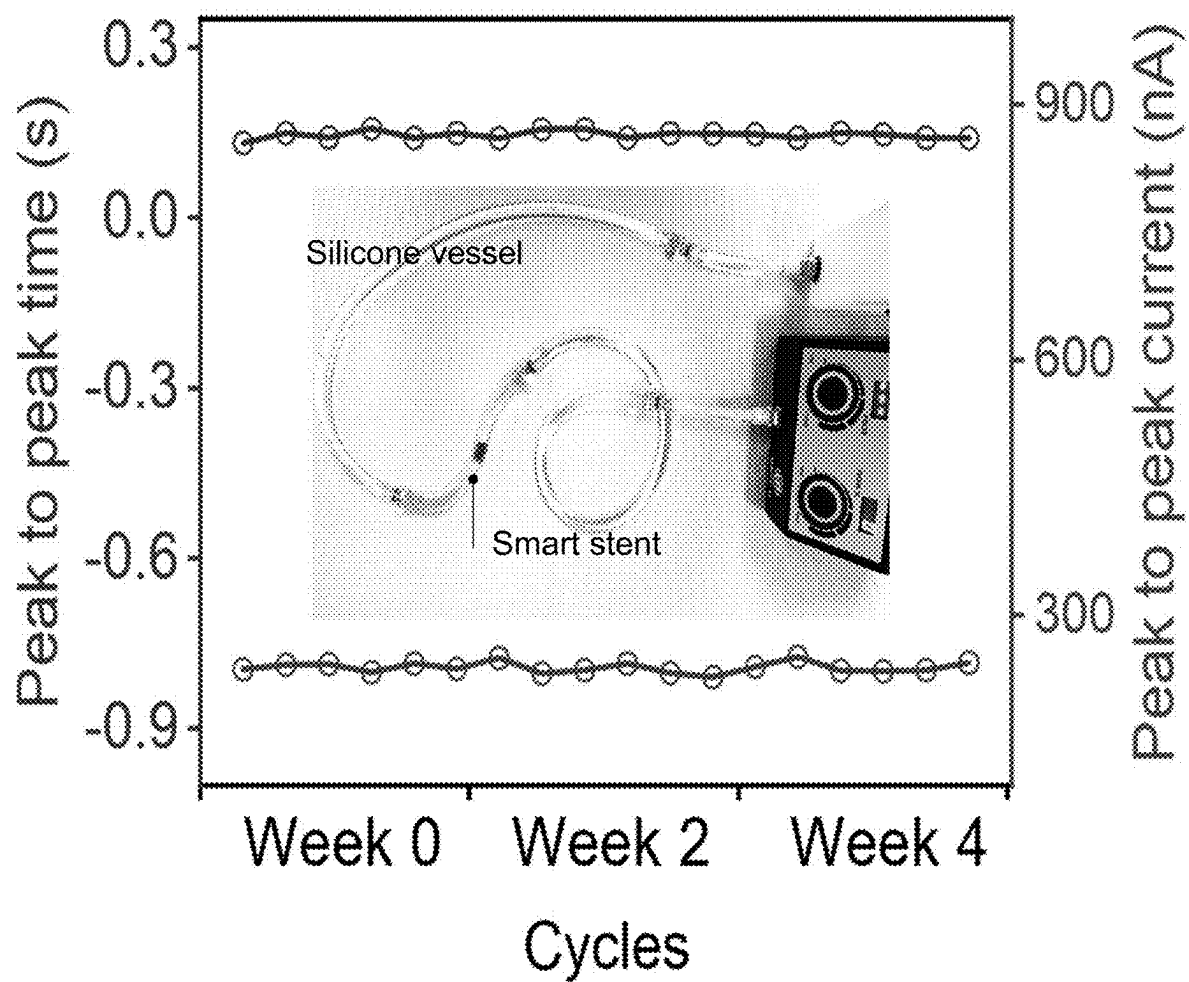 Peak to peak time (s)
0.3
0.0
-0.3
-0.6
-0.9
Silicone vessel
Smart stent
900
600
300
Peak to peak current (nA)
Week 0
Week 2
Week 4
Cycles